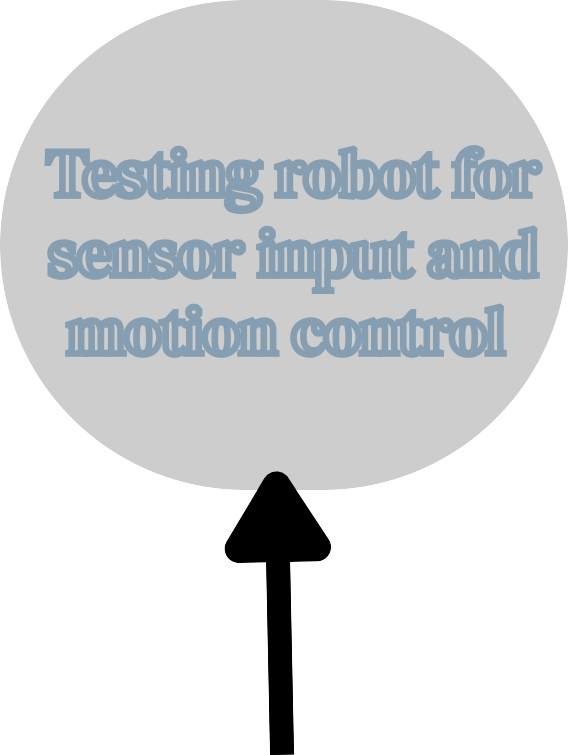 Testing robot for
sensor input and
motion control